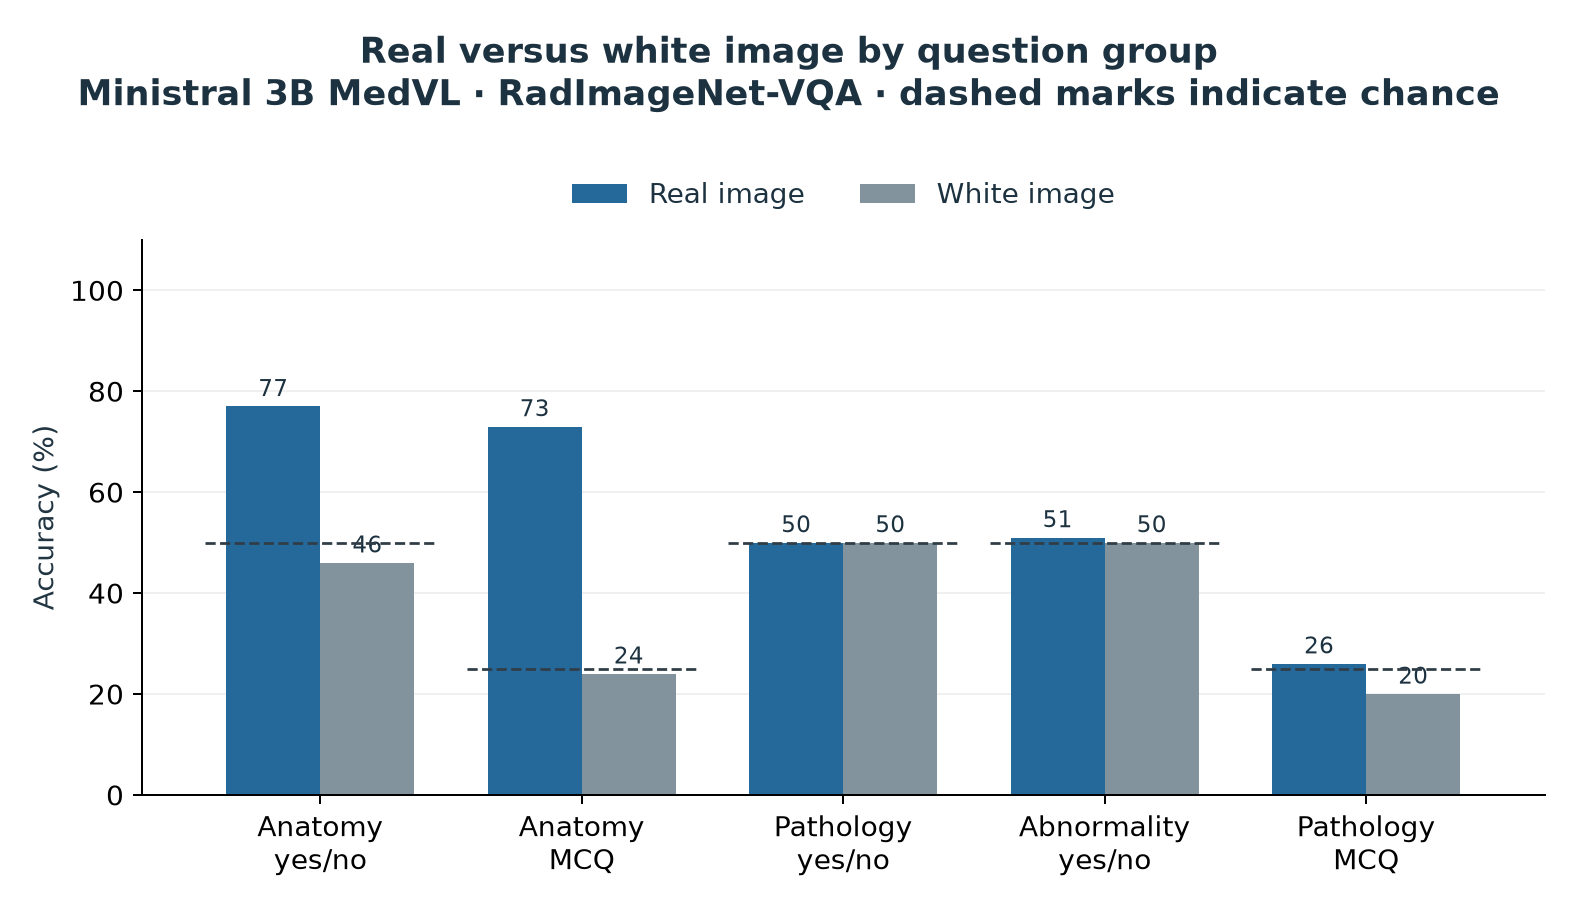 Real versus white image by question group
Ministral 3B MedVL · RadImageNet-VQA · dashed marks indicate chance
Real image
White image
Accuracy (%)
100
80
60
40
20
0
77
46
73
24
50
50
51
50
26
20
Anatomy
yes/no
Anatomy
MCQ
Pathology
yes/no
Abnormality
yes/no
Pathology
MCQ